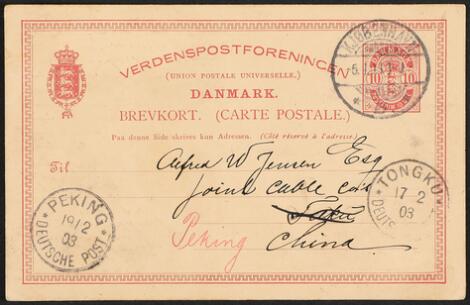 VERDENSPOSTFORENINGEN
(UNION POSTALE UNIVERSELLE.)
DANMARK.
BREVKORT. (CARTE POSTALE.)
Paa denne Side skrives kun Adressen. (Côté réservé à l'adresse.)
KJØBENHAVN
10 10
Til
Alfred W Jensen Esq
joint cable co's
Taku
Peking China
PEKING
19/2
03
DEUTSCHE POST
TONGKU
17 2
03